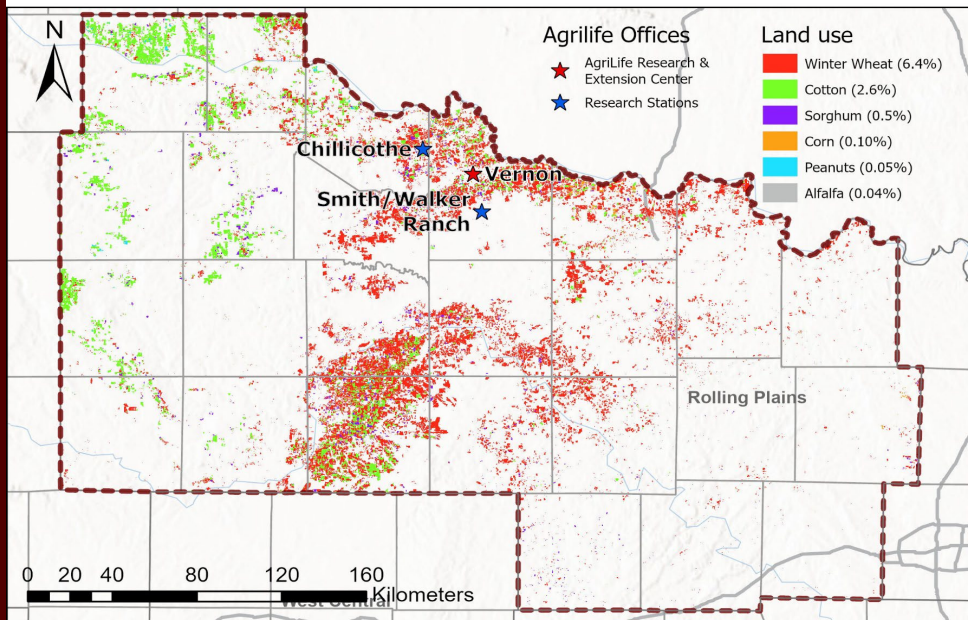 N
Agrilife Offices
AgriLife Research &
Extension Center
Research Stations
Land use
Winter Wheat (6.4%)
Cotton (2.6%)
Sorghum (0.5%)
Corn (0.10%)
Peanuts (0.05%)
Alfalfa (0.04%)
Chillicothe
Vernon
Smith/Walker
Ranch
Rolling Plains
0 20 40 80 120 160
Kilometers
West Central